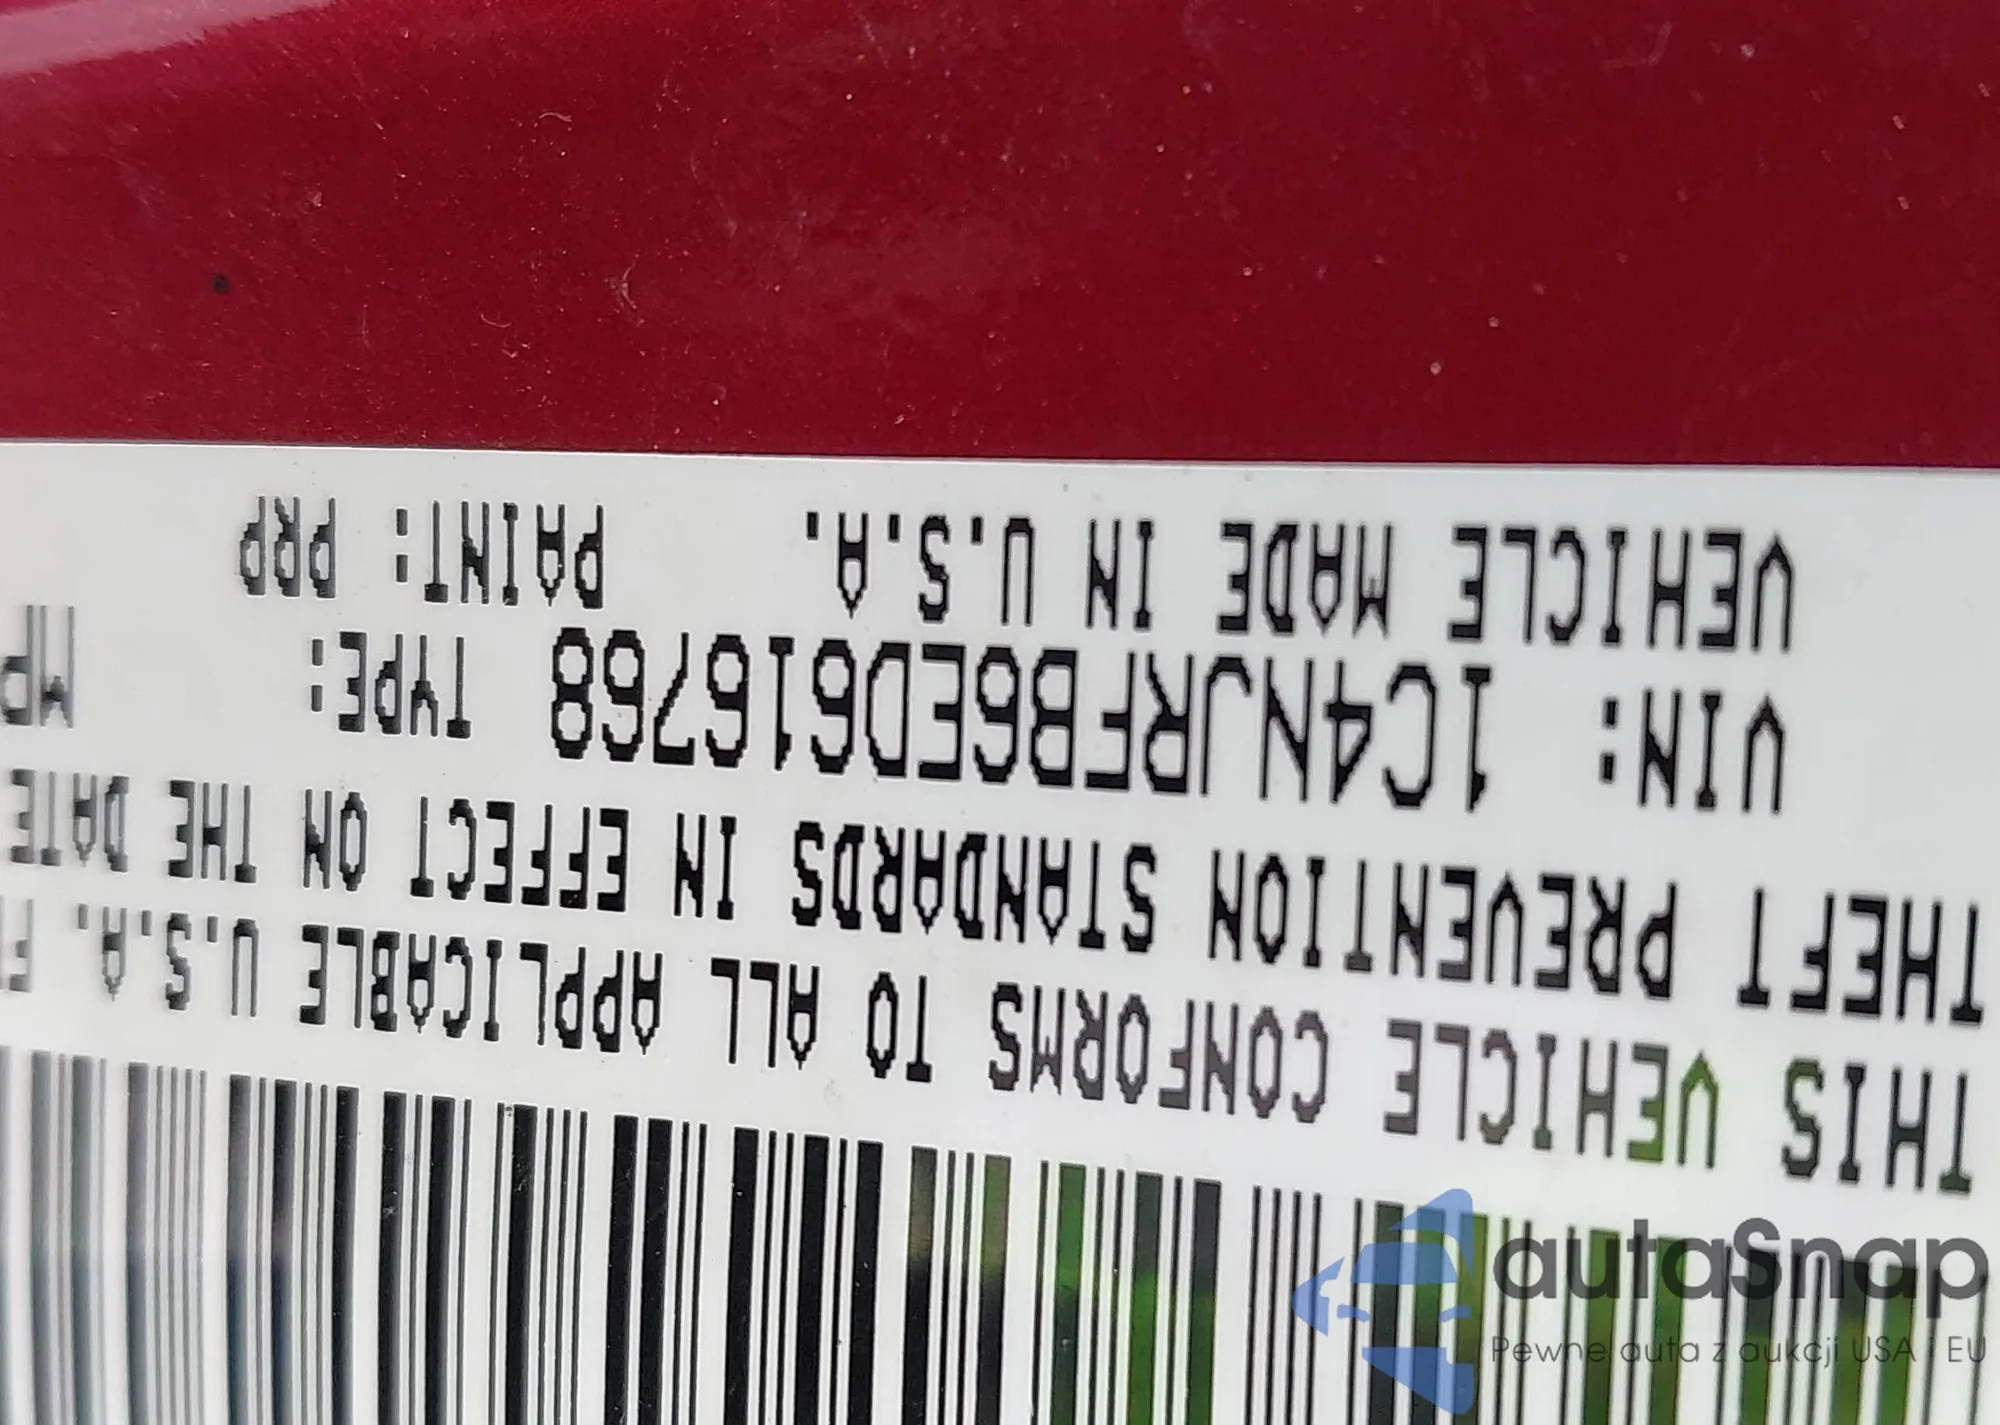 THIS VEHICLE CONFORMS TO ALL APPLICABLE U.S.A.
THEFT PREVENTION STANDARDS IN EFFECT ON THE DATE
VIN: 1C4NJRFB6ED616768 TYPE: MP
VEHICLE MADE IN U.S.A. PAINT: PRP
autaSnap
Pewne auta z aukcji USA i EU